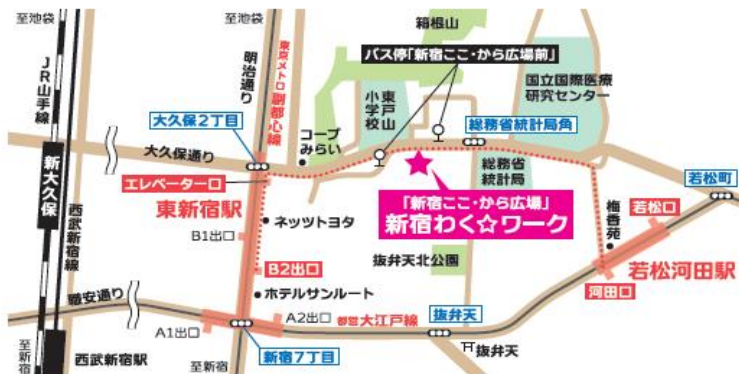 至池袋
至池袋
箱根山
バス停「新宿ここ・から広場前」
JR山手線
明治通り
東京メトロ副都心線
国立国際医療
研究センター
東戸山
小学校
大久保2丁目
コープ
みらい
総務省統計局角
大久保通り
新大久保
エレベーター口
総務省
統計局
若松町
東新宿駅
「新宿ここ・から広場」
新宿わく☆ワーク
梅香苑
若松口
西武新宿線
ネッツトヨタ
B1出口
B2出口
抜弁天北公園
若松河田駅
職安通り
ホテルサンルート
河田口
A1出口
A2出口
都営大江戸線
抜弁天
至新宿
西武新宿駅
至新宿
新宿7丁目
抜弁天